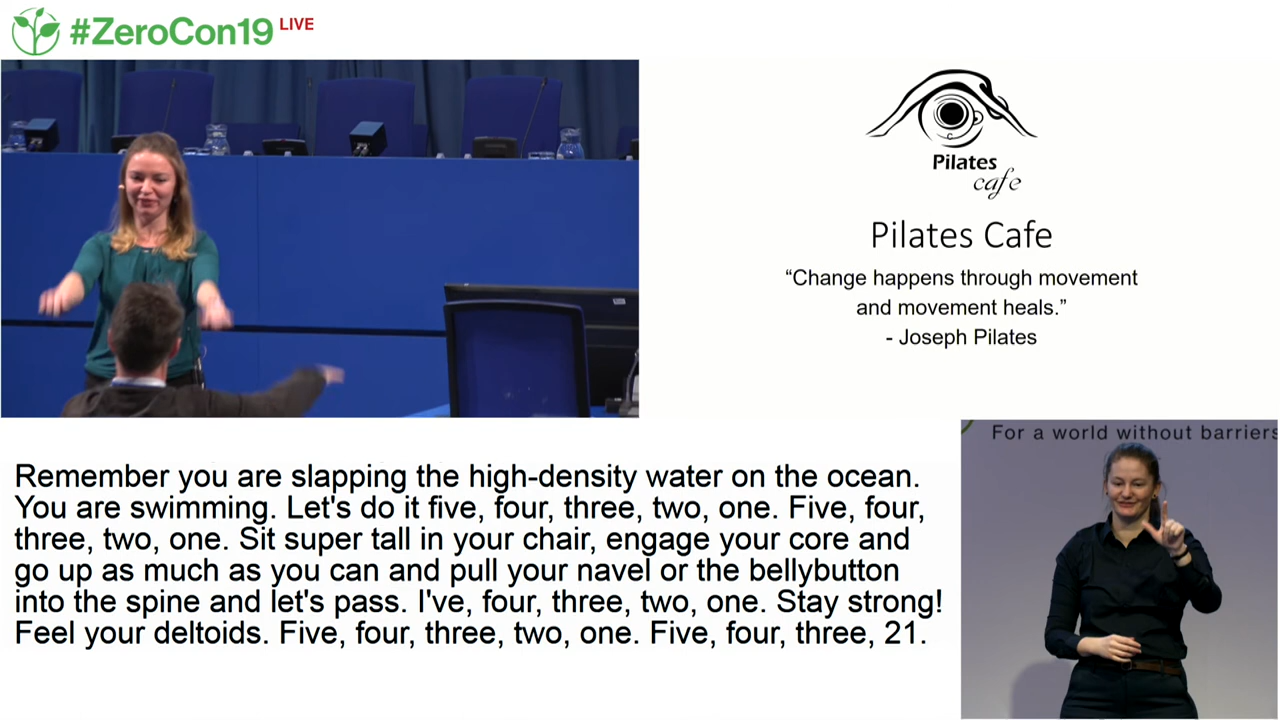 #ZeroCon19 LIVE
Pilates
cafe
Pilates Cafe
“Change happens through movement
and movement heals.”
- Joseph Pilates
For a world without barriers
Remember you are slapping the high-density water on the ocean.
You are swimming. Let's do it five, four, three, two, one. Five, four,
three, two, one. Sit super tall in your chair, engage your core and
go up as much as you can and pull your navel or the bellybutton
into the spine and let's pass. I've, four, three, two, one. Stay strong!
Feel your deltoids. Five, four, three, two, one. Five, four, three, 21.